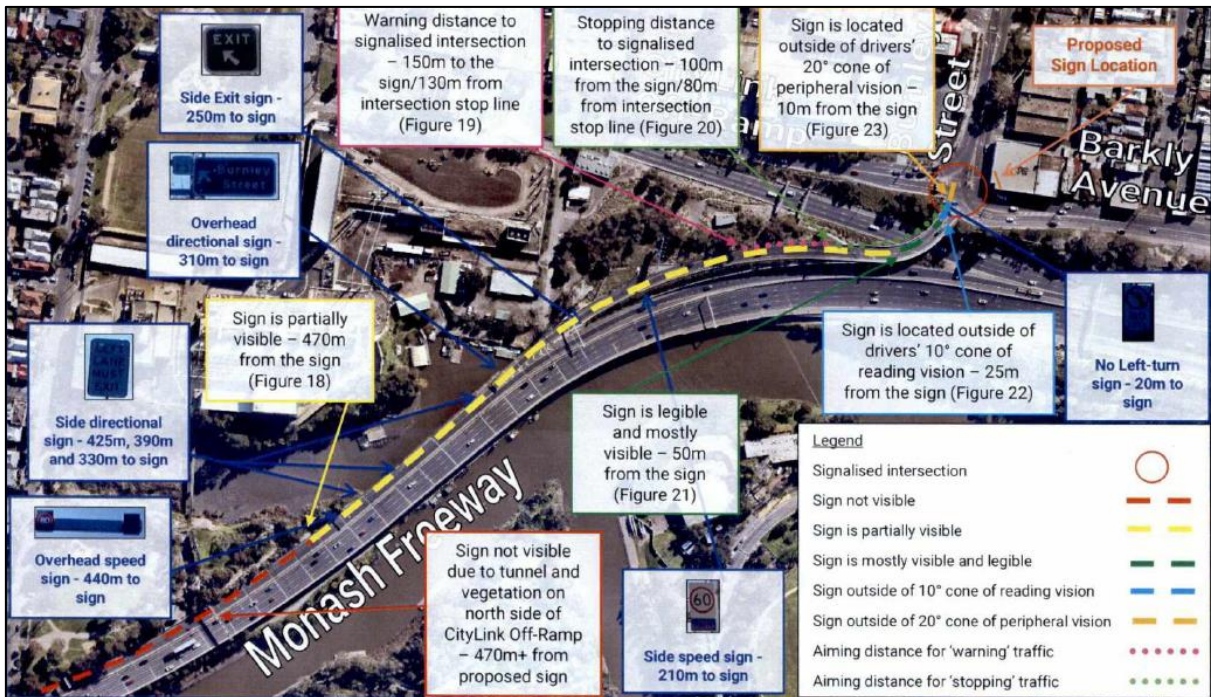 EXIT
Side Exit sign -
250m to sign
Burnley
Street
Overhead
directional sign -
310m to sign
LEFT
LANE
MUST
EXIT
Side directional
sign - 425m, 390m
and 330m to sign
80
Overhead speed
sign - 440m to
sign
Warning distance to
signalised intersection
– 150m to the
sign/130m from
intersection stop line
(Figure 19)
Stopping distance
to signalised
intersection – 100m
from the sign/80m
from intersection
stop line (Figure 20)
Sign is located
outside of drivers’
20° cone of
peripheral vision –
10m from the sign
(Figure 23)
Proposed
Sign Location
Street
Barkly
Avenue
Sign is partially
visible – 470m
from the sign
(Figure 18)
Sign is legible
and mostly
visible – 50m
from the sign
(Figure 21)
Sign is located outside of
drivers’ 10° cone of
reading vision – 25m
from the sign (Figure 22)
No Left-turn
sign - 20m to
sign
Monash Freeway
Sign not visible
due to tunnel and
vegetation on
north side of
CityLink Off-Ramp
– 470m+ from
proposed sign
60
Side speed sign -
210m to sign
Legend
Signalised intersection
Sign not visible
Sign is partially visible
Sign is mostly visible and legible
Sign outside of 10° cone of reading vision
Sign outside of 20° cone of peripheral vision
Aiming distance for ‘warning’ traffic
Aiming distance for ‘stopping’ traffic